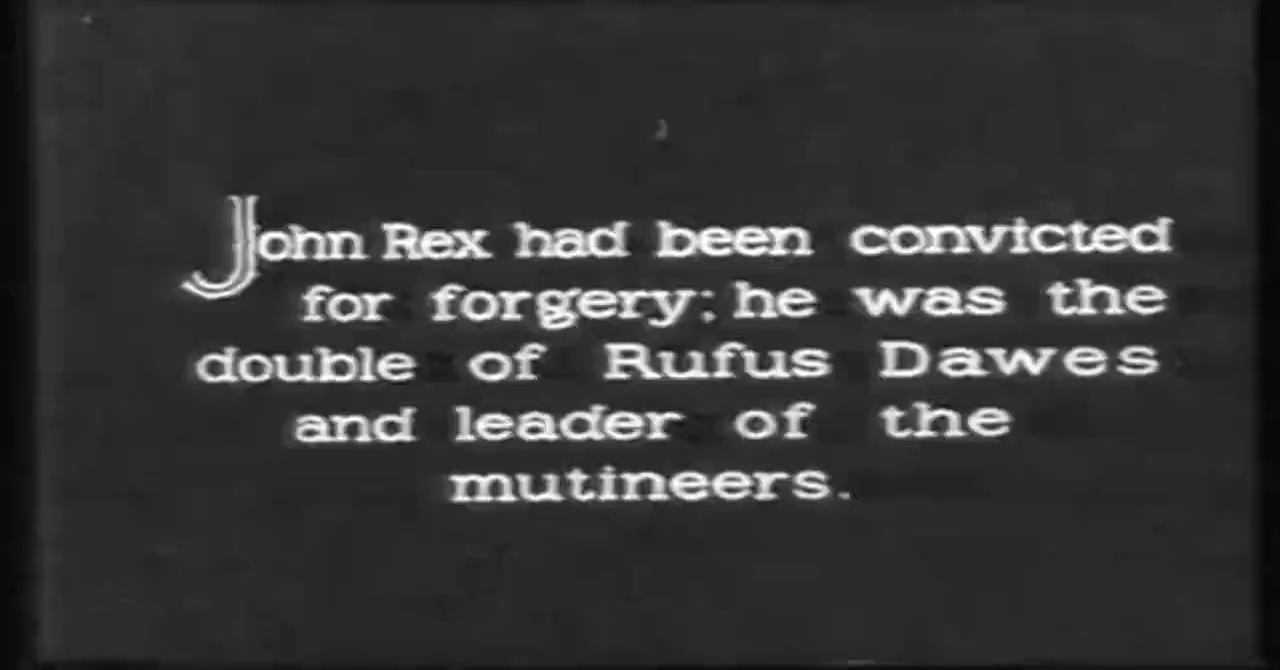 John Rex had been convicted
for forgery; he was the
double of Rufus Dawes
and leader of the
mutineers.